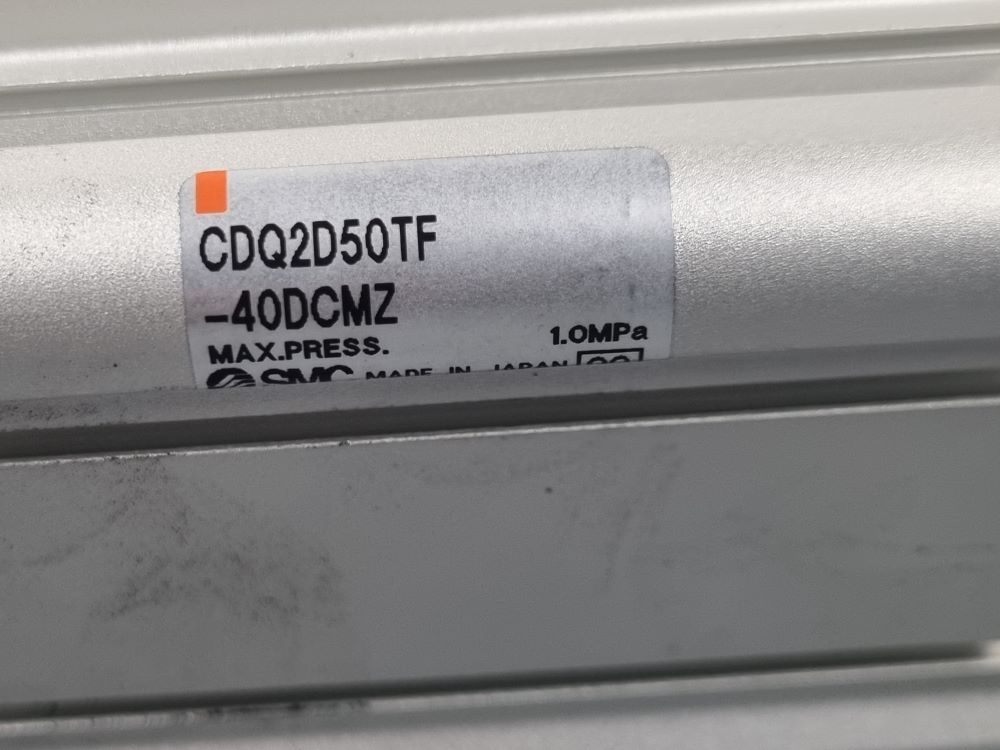 CDQ2D50TF
-40DCMZ
MAX.PRESS. 1.0MPa
SMC MADE IN JAPAN